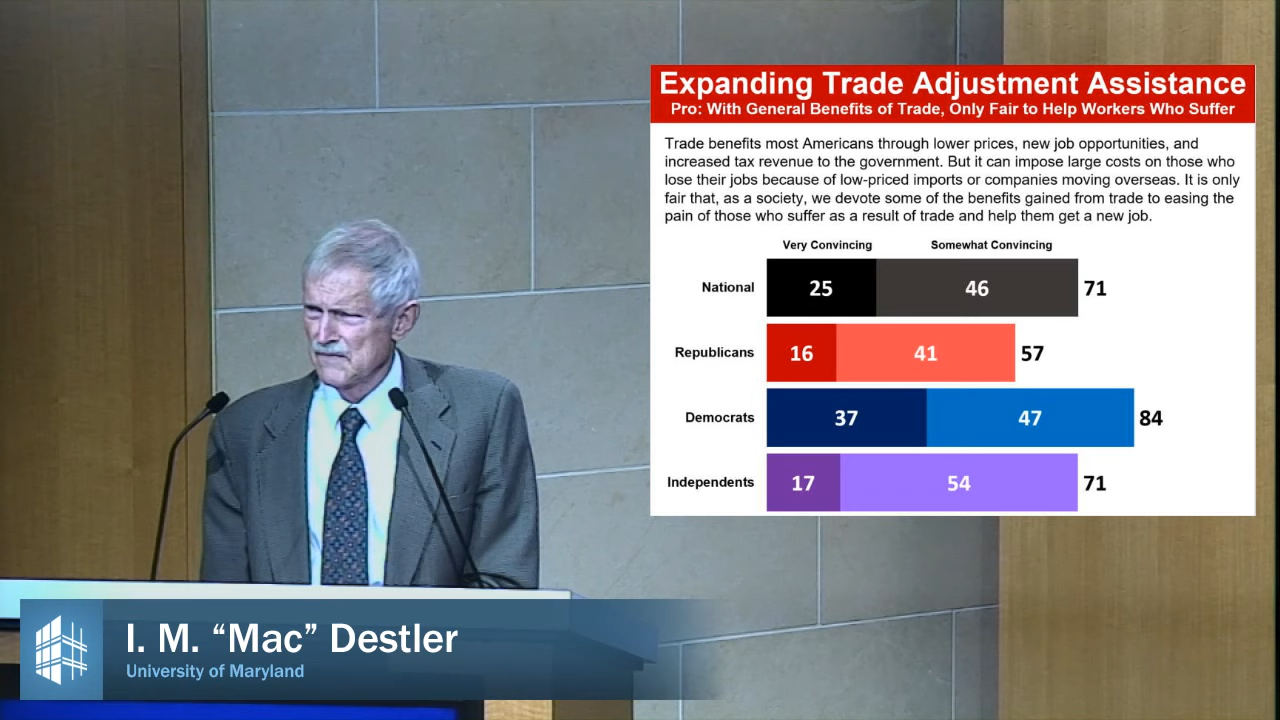 Expanding Trade Adjustment Assistance
Pro: With General Benefits of Trade, Only Fair to Help Workers Who Suffer
Trade benefits most Americans through lower prices, new job opportunities, and
increased tax revenue to the government. But it can impose large costs on those who
lose their jobs because of low-priced imports or companies moving overseas. It is only
fair that, as a society, we devote some of the benefits gained from trade to easing the
pain of those who suffer as a result of trade and help them get a new job.
Very Convincing Somewhat Convincing
National 25 46 71
Republicans 16 41 57
Democrats 37 47 84
Independents 17 54 71
I. M. “Mac” Destler
University of Maryland